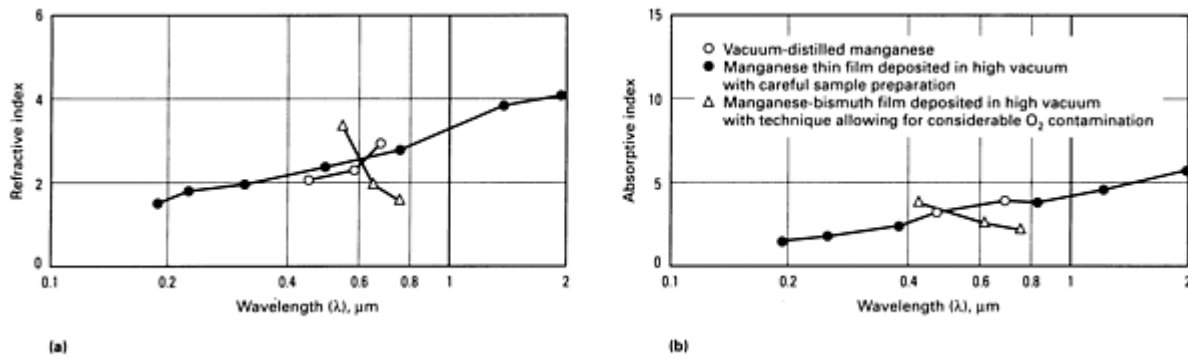 6
4
2
0
Refractive index
0.1
0.2
0.4
0.6
0.8
1
2
Wavelength (λ), μm
(a)
15
10
5
0
Absorptive index
○ Vacuum-distilled manganese
● Manganese thin film deposited in high vacuum
with careful sample preparation
△ Manganese-bismuth film deposited in high vacuum
with technique allowing for considerable O₂ contamination
0.1
0.2
0.4
0.6
0.8
1
2
Wavelength (λ), μm
(b)